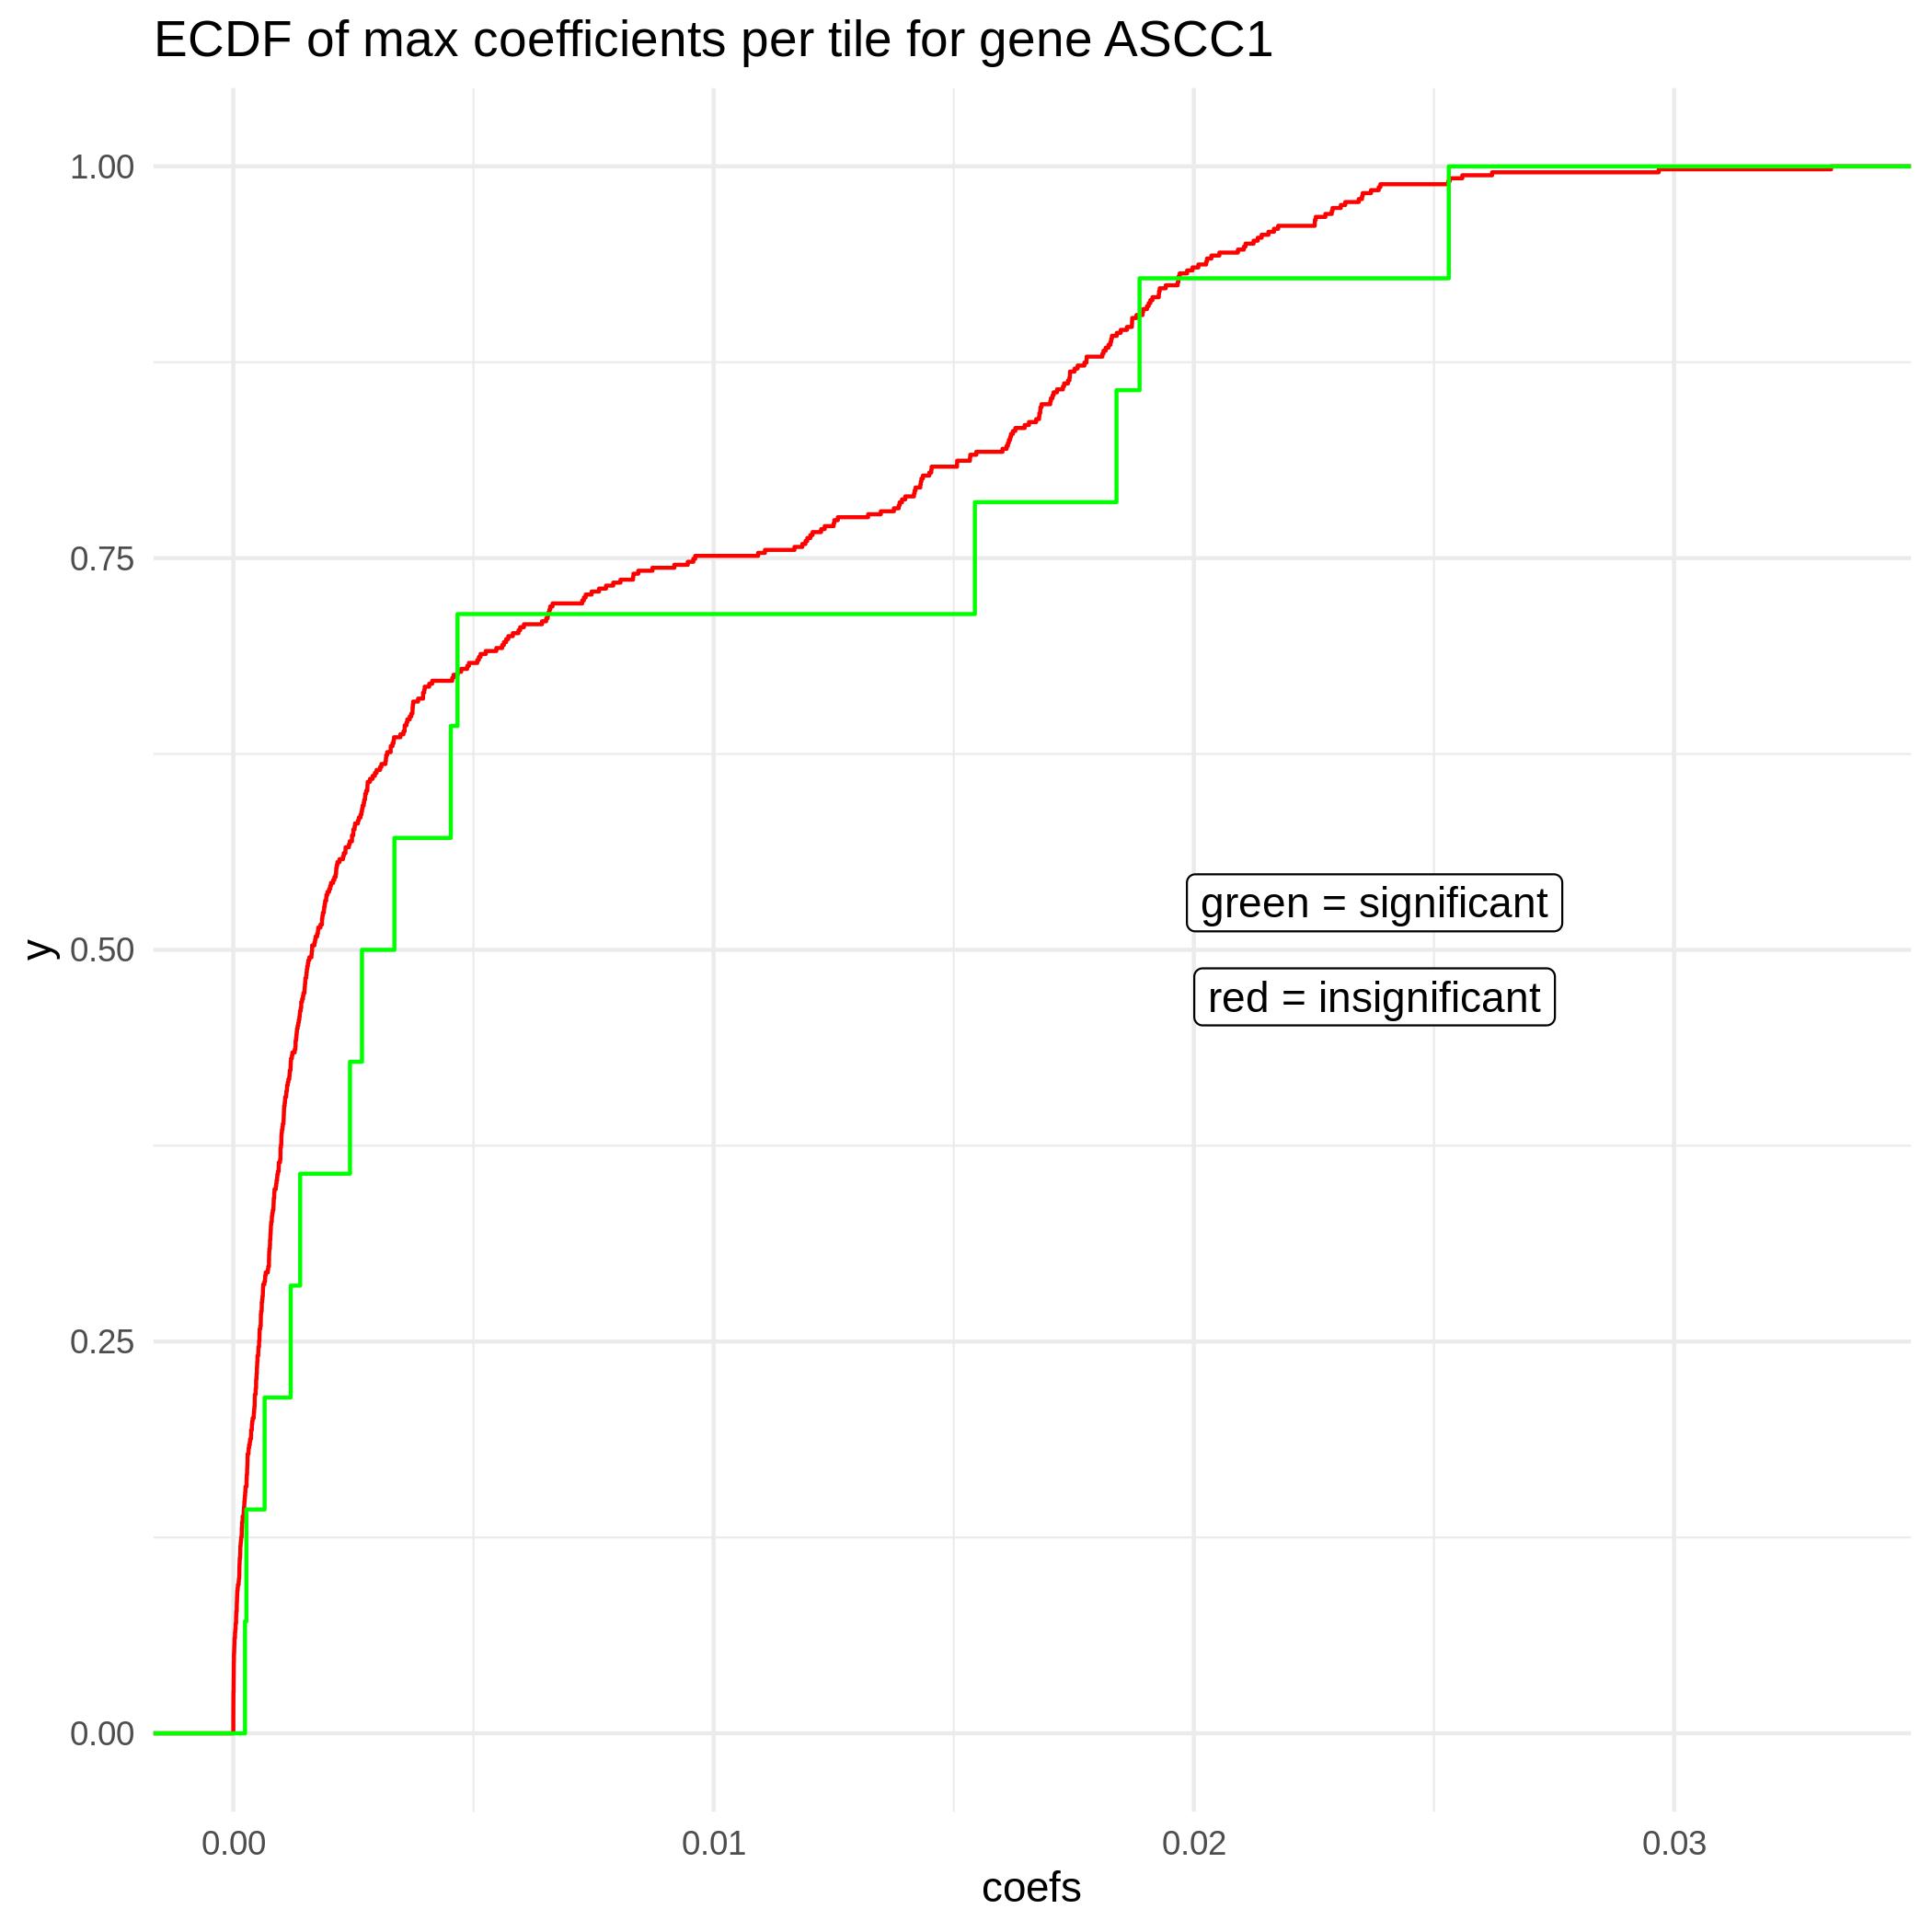 ECDF of max coefficients per tile for gene ASCC1
1.00
0.75
0.50
0.25
0.00
y
green = significant
red = insignificant
0.00 0.01 0.02 0.03
coefs